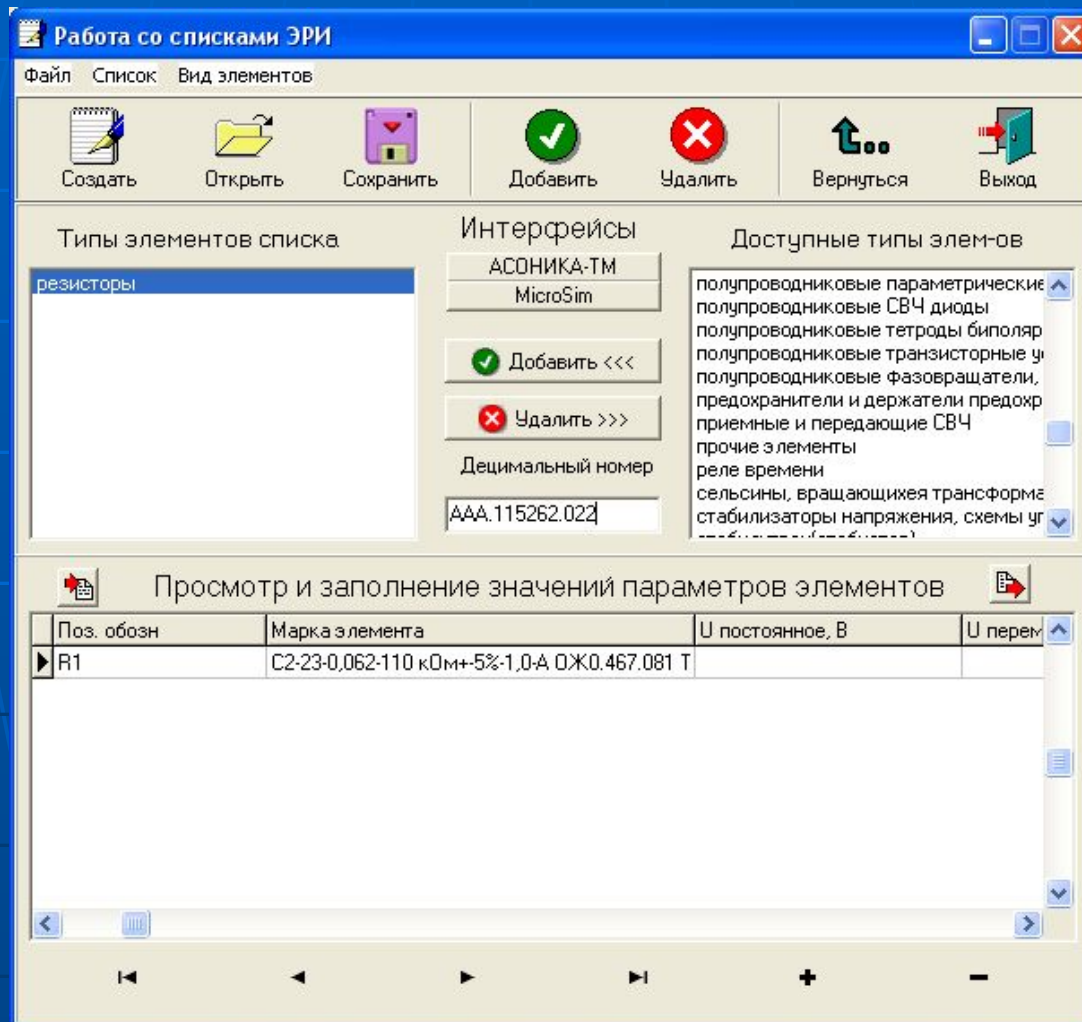 Работа со списками ЭРИ
Файл Список Вид элементов
Создать Открыть Сохранить Добавить Удалить Вернуться Выход
Типы элементов списка
резисторы
Интерфейсы
АСОНИКА-ТМ
MicroSim
Добавить <<<
Удалить >>>
Децимальный номер
ААА.115262.022
Доступные типы элем-ов
полупроводниковые параметрические
полупроводниковые СВЧ диоды
полупроводниковые тетроды биполяр
полупроводниковые транзисторные ус
полупроводниковые фазовращатели,
предохранители и держатели предохр
приемные и передающие СВЧ
прочие элементы
реле времени
сельсины, вращающихея трансформа
стабилизаторы напряжения, схемы уг
Просмотр и заполнение значений параметров элементов
Поз. обозн Марка элемента U постоянное, В U перем
R1 С2-23-0,062-110 кОм+-5%-1,0-А ОЖ0.467.081 Т